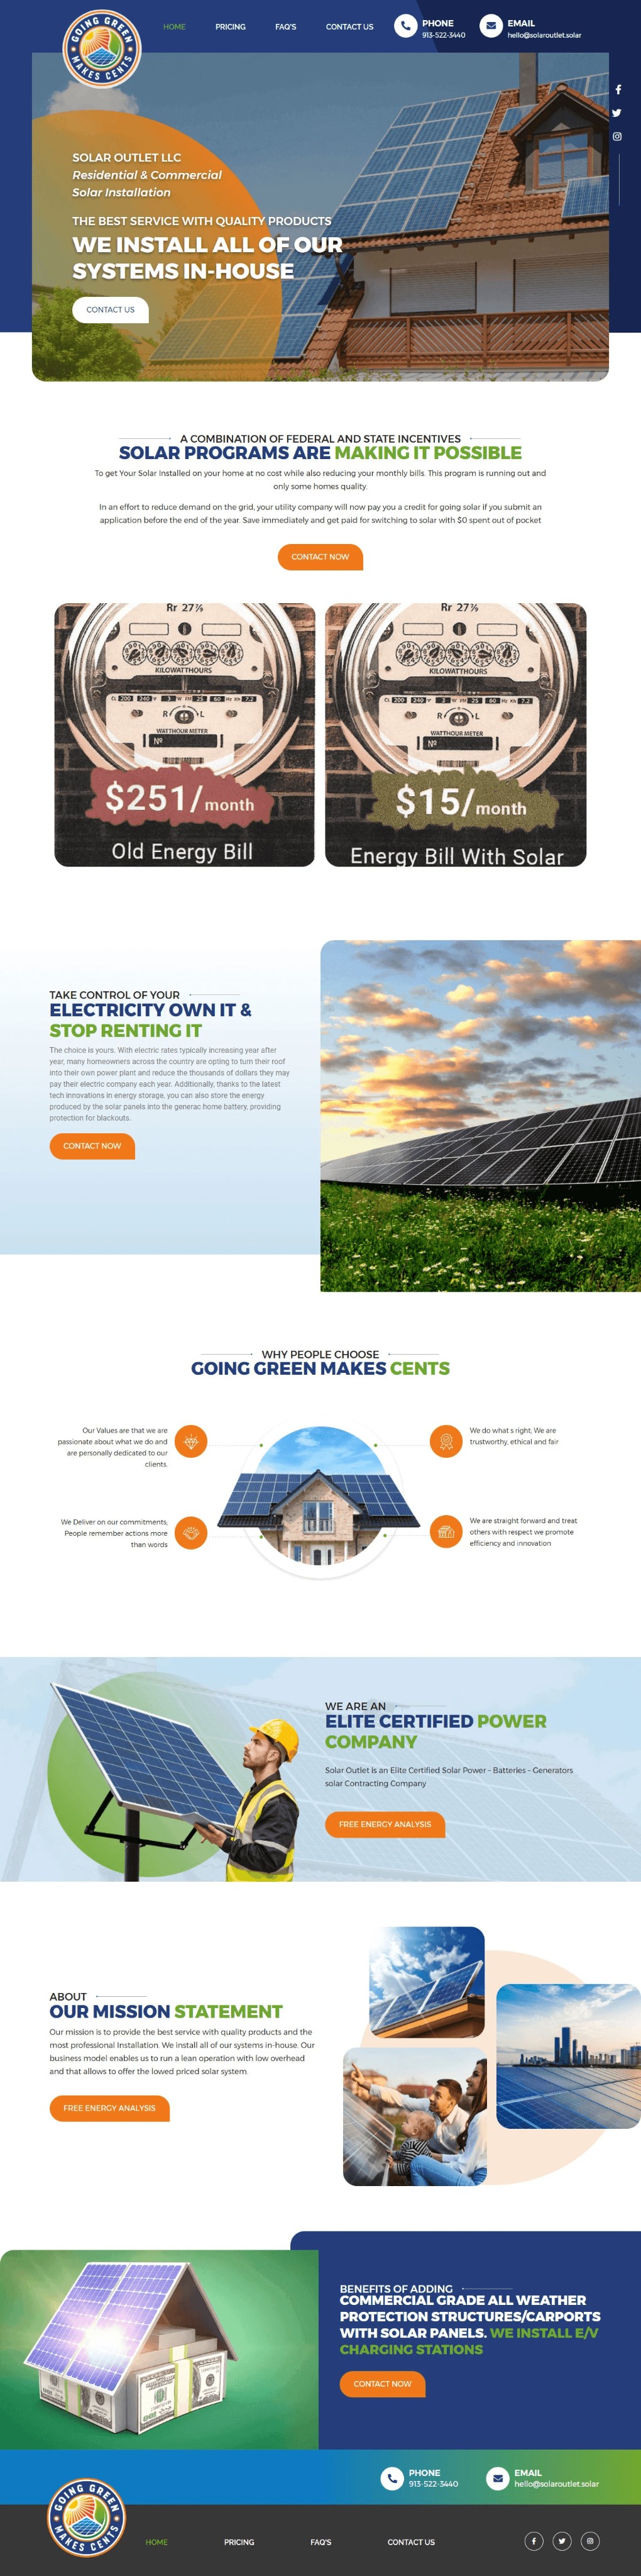 GOING GREEN
MAKES CENTS
HOME PRICING FAQ'S CONTACT US
PHONE
913-522-3440
EMAIL
hello@solaroutlet.solar
SOLAR OUTLET LLC
Residential & Commercial
Solar Installation
THE BEST SERVICE WITH QUALITY PRODUCTS
WE INSTALL ALL OF OUR
SYSTEMS IN-HOUSE
CONTACT US
A COMBINATION OF FEDERAL AND STATE INCENTIVES
SOLAR PROGRAMS ARE MAKING IT POSSIBLE
To get Your Solar Installed on your home at no cost while also reducing your monthly bills. This program is running out and
only some homes quality.
In an effort to reduce demand on the grid, your utility company will now pay you a credit for going solar if you submit an
application before the end of the year. Save immediately and get paid for switching to solar with $0 spent out of pocket
CONTACT NOW
Rr 27⅞
KILOWATTHOURS
R L
WATTHOUR METER
Nº
$251/month
Old Energy Bill
Rr 27⅞
KILOWATTHOURS
R L
WATTHOUR METER
Nº
$15/month
Energy Bill With Solar
TAKE CONTROL OF YOUR
ELECTRICITY OWN IT &
STOP RENTING IT
The choice is yours. With electric rates typically increasing year after
year, many homeowners across the country are opting to turn their roof
into their own power plant and reduce the thousands of dollars they may
pay their electric company each year. Additionally, thanks to the latest
tech innovations in energy storage, you can also store the energy
produced by the solar panels into the generac home battery, providing
protection for blackouts.
CONTACT NOW
WHY PEOPLE CHOOSE
GOING GREEN MAKES CENTS
Our Values are that we are
passionate about what we do and
are personally dedicated to our
clients.
We do what s right, We are
trustworthy, ethical and fair
We Deliver on our commitments,
People remember actions more
than words
We are straight forward and treat
others with respect we promote
efficiency and innovation
WE ARE AN
ELITE CERTIFIED POWER
COMPANY
Solar Outlet is an Elite Certified Solar Power – Batteries – Generators
solar Contracting Company
FREE ENERGY ANALYSIS
ABOUT
OUR MISSION STATEMENT
Our mission is to provide the best service with quality products and the
most professional Installation. We install all of our systems in-house. Our
business model enables us to run a lean operation with low overhead
and that allows to offer the lowed priced solar system.
FREE ENERGY ANALYSIS
BENEFITS OF ADDING
COMMERCIAL GRADE ALL WEATHER
PROTECTION STRUCTURES/CARPORTS
WITH SOLAR PANELS. WE INSTALL E/V
CHARGING STATIONS
CONTACT NOW
PHONE
913-522-3440
EMAIL
hello@solaroutlet.solar
GOING GREEN
MAKES CENTS
HOME PRICING FAQ'S CONTACT US